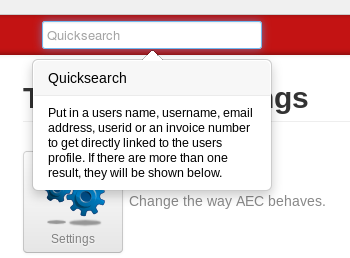 Quicksearch
Quicksearch
Put in a users name, username, email
address, userid or an invoice number
to get directly linked to the users
profile. If there are more than one
result, they will be shown below.
Change the way AEC behaves.
Settings